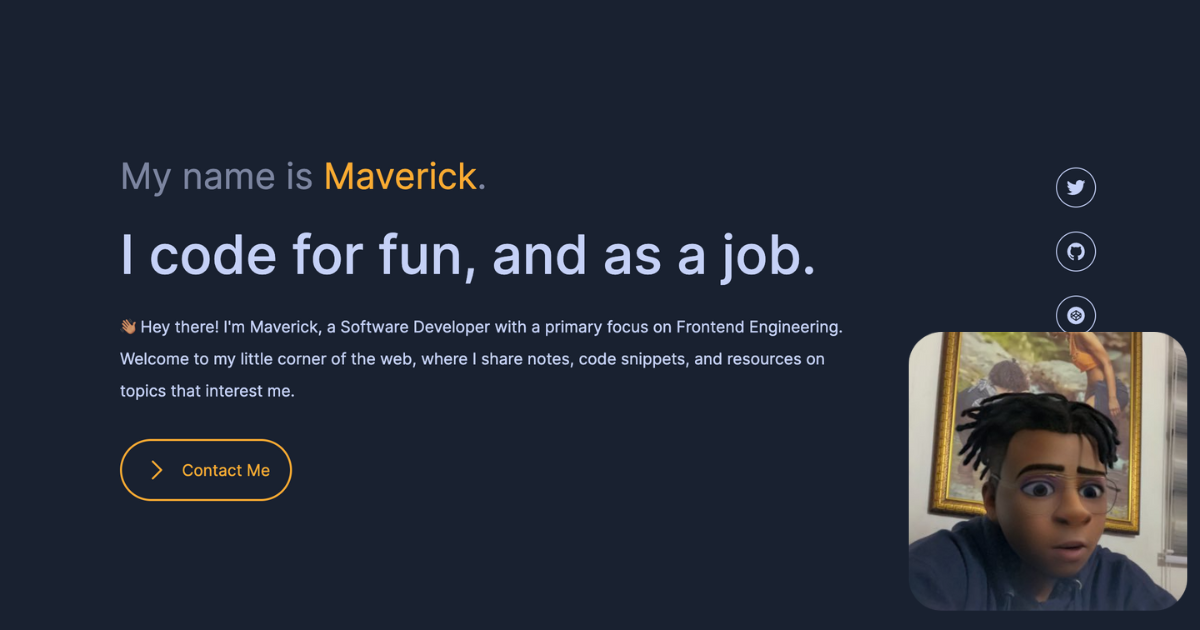 My name is Maverick.
I code for fun, and as a job.
👋🏽 Hey there! I'm Maverick, a Software Developer with a primary focus on Frontend Engineering.
Welcome to my little corner of the web, where I share notes, code snippets, and resources on
topics that interest me.
Contact Me